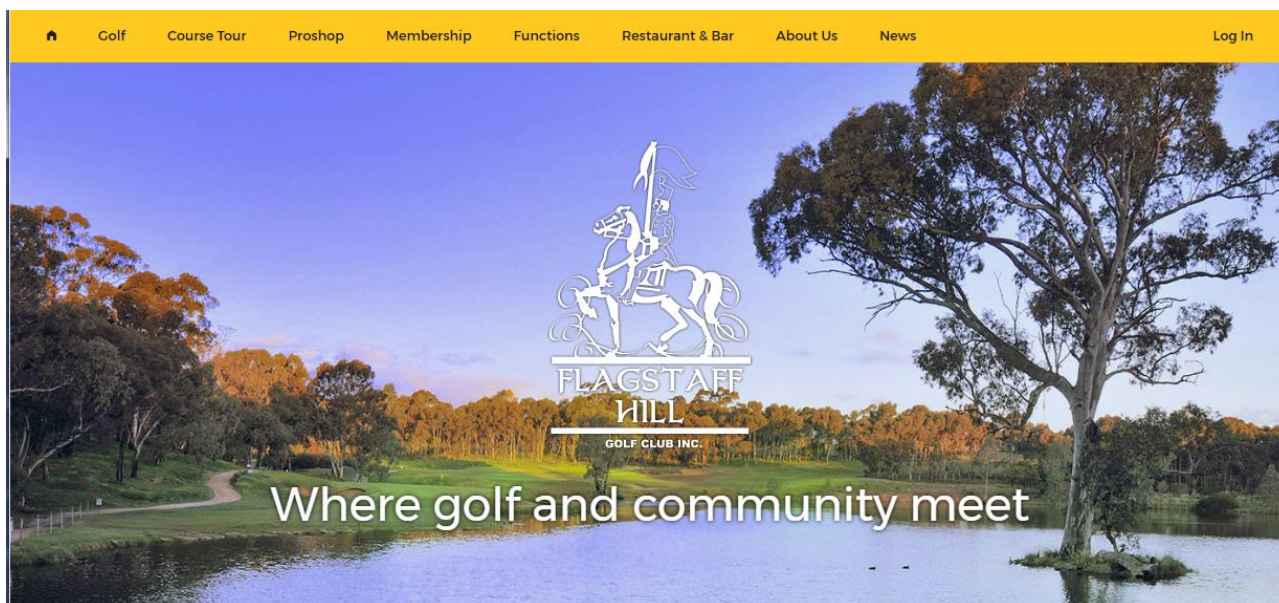 Golf Course Tour Proshop Membership Functions Restaurant & Bar About Us News Log In
FLAGSTAFF
HILL
GOLF CLUB INC.
Where golf and community meet